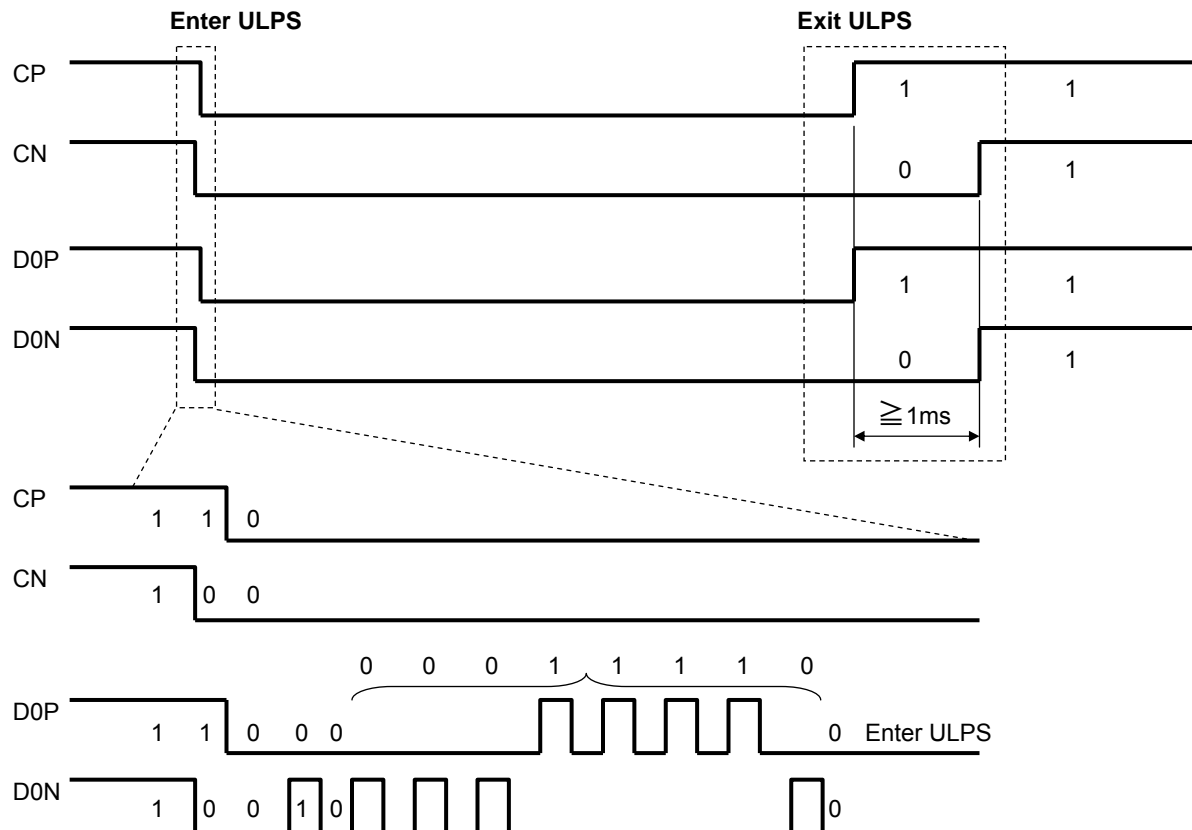 Enter ULPS Exit ULPS
CP
1 1
CN
0 1
D0P
1 1
D0N
0 1
≧ 1ms
CP
1 1 0
CN
1 0 0
0 0 0 1 1 1 1 0
D0P
1 1 0 0 0 0 Enter ULPS
D0N
1 0 0 1 0 0